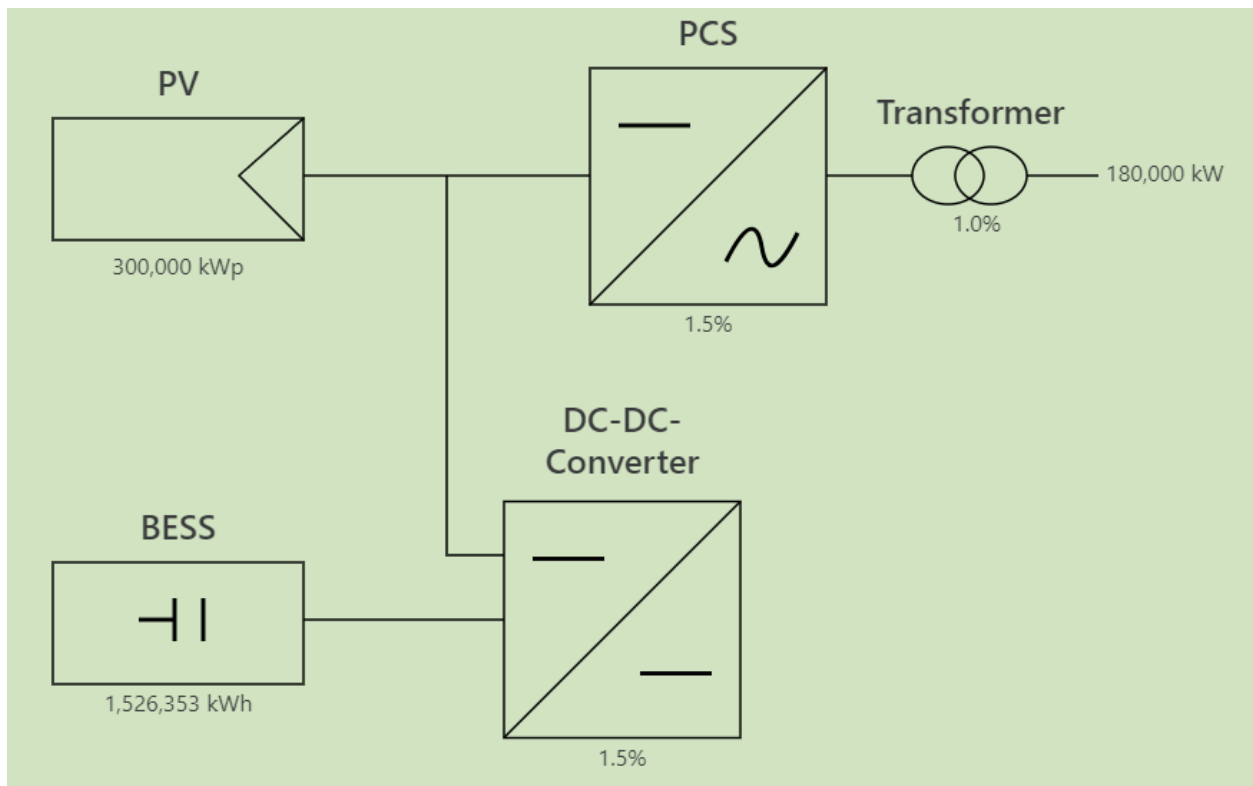 PCS
PV
Transformer
180,000 kW
1.0%
300,000 kWp
1.5%
DC-DC-
Converter
BESS
1,526,353 kWh
1.5%